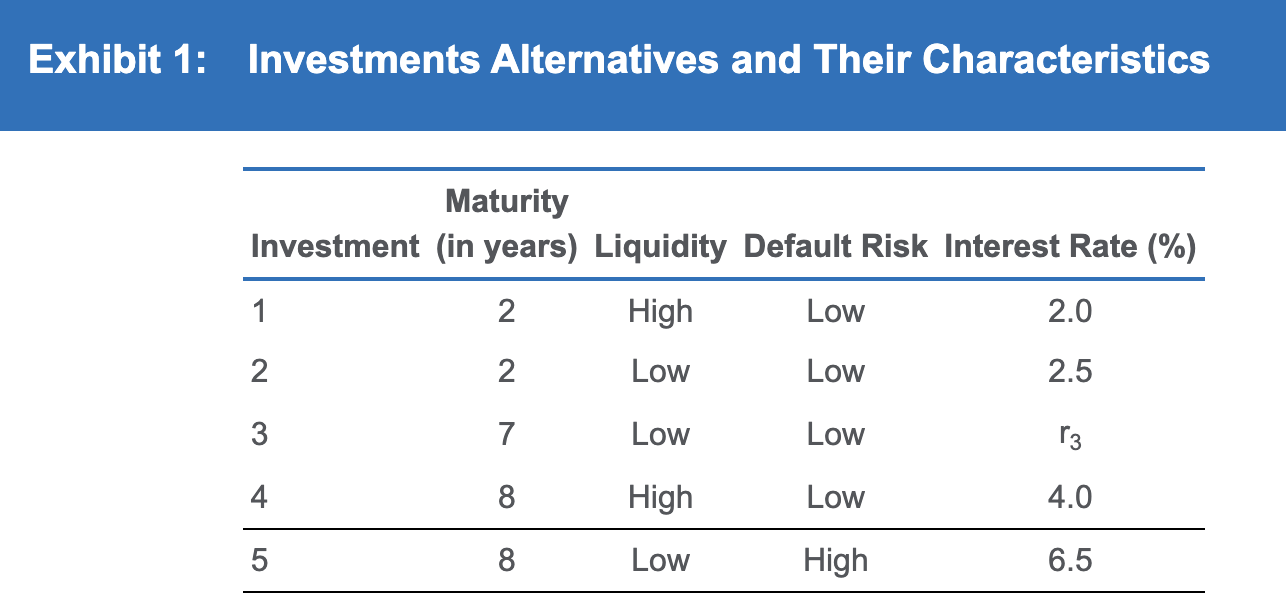 Exhibit 1: Investments Alternatives and Their Characteristics
Maturity
Investment (in years) Liquidity Default Risk Interest Rate (%)
1 2 High Low 2.0
2 2 Low Low 2.5
3 7 Low Low r₃
4 8 High Low 4.0
5 8 Low High 6.5